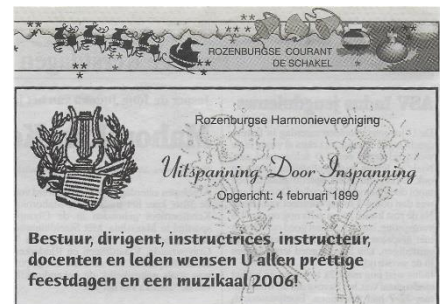 ROZENBURGSE COURANT
DE SCHAKEL
Rozenburgse Harmonievereniging
Uitspanning Door Inspanning
Opgericht: 4 februari 1899
Bestuur, dirigent, instructrices, instructeur,
docenten en leden wensen U allen prettige
feestdagen en een muzikaal 2006!